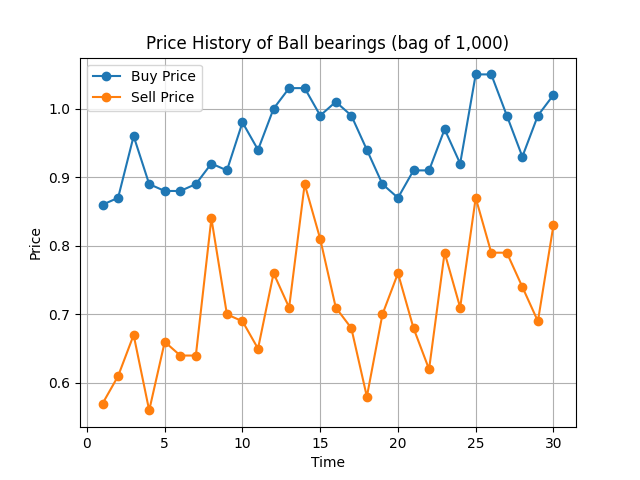 Price History of Ball bearings (bag of 1,000)
Buy Price
Sell Price
1.0
0.9
0.8
0.7
0.6
Price
0 5 10 15 20 25 30
Time